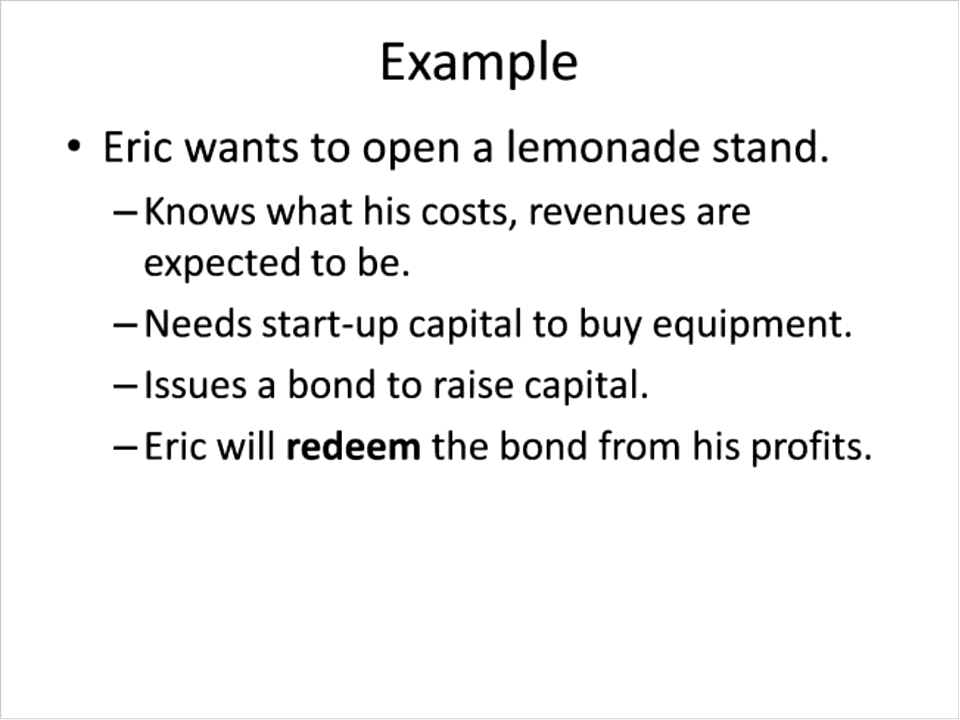 Example
• Eric wants to open a lemonade stand.
– Knows what his costs, revenues are
expected to be.
– Needs start-up capital to buy equipment.
– Issues a bond to raise capital.
– Eric will redeem the bond from his profits.